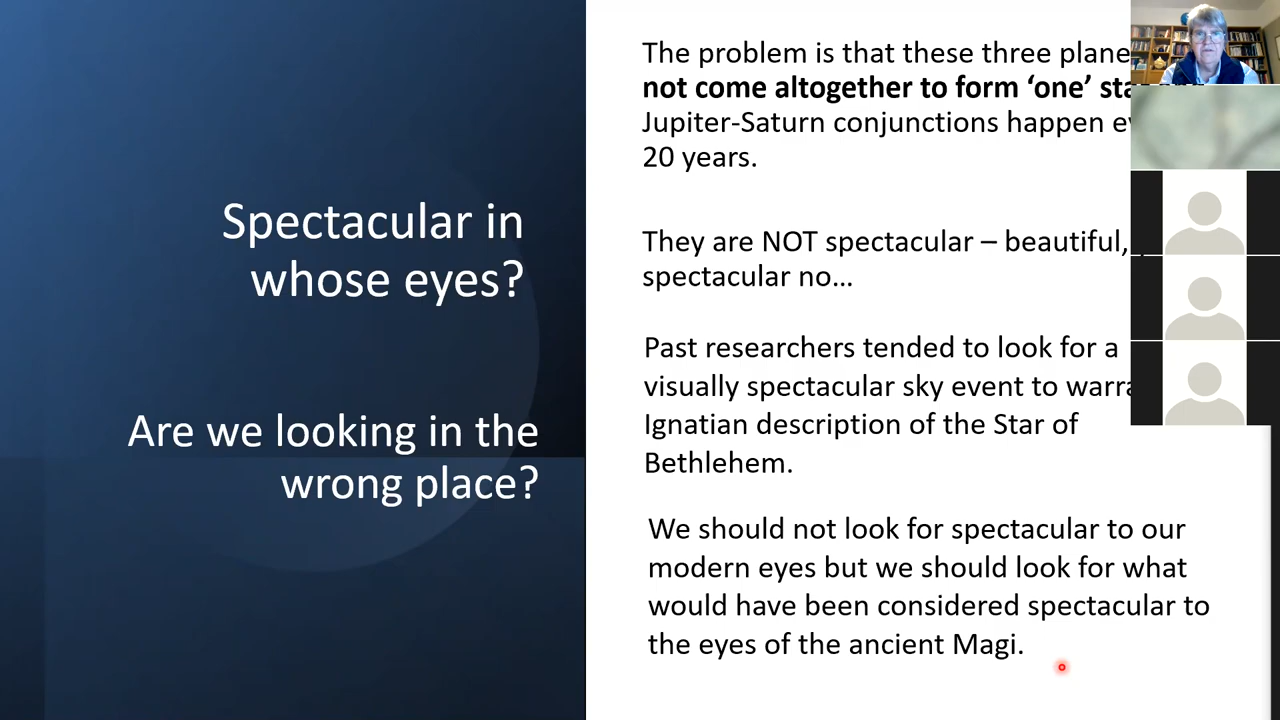 Spectacular in
whose eyes?
Are we looking in the
wrong place?
The problem is that these three
not come altogether to form ‘one’
Jupiter-Saturn conjunctions happen
20 years.
They are NOT spectacular – beautiful,
spectacular no…
Past researchers tended to look for a
visually spectacular sky event to
Ignatian description of the Star of
Bethlehem.
We should not look for spectacular to our
modern eyes but we should look for what
would have been considered spectacular to
the eyes of the ancient Magi.